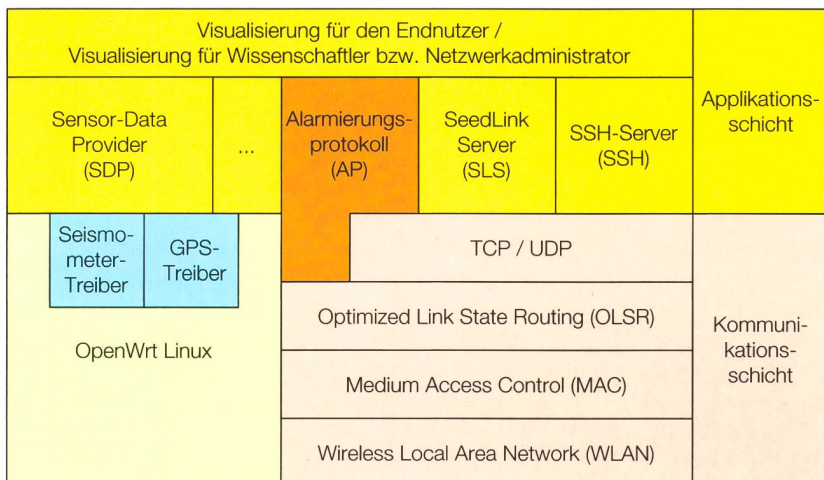 Visualisierung für den Endnutzer /
Visualisierung für Wissenschaftler bzw. Netzwerkadministrator
Applikations-
schicht
Sensor-Data
Provider
(SDP)
...
Alarmierungs-
protokoll
(AP)
SeedLink
Server
(SLS)
SSH-Server
(SSH)
Seismo-
meter-
Treiber
GPS-
Treiber
OpenWrt Linux
TCP / UDP
Optimized Link State Routing (OLSR)
Medium Access Control (MAC)
Wireless Local Area Network (WLAN)
Kommuni-
kations-
schicht